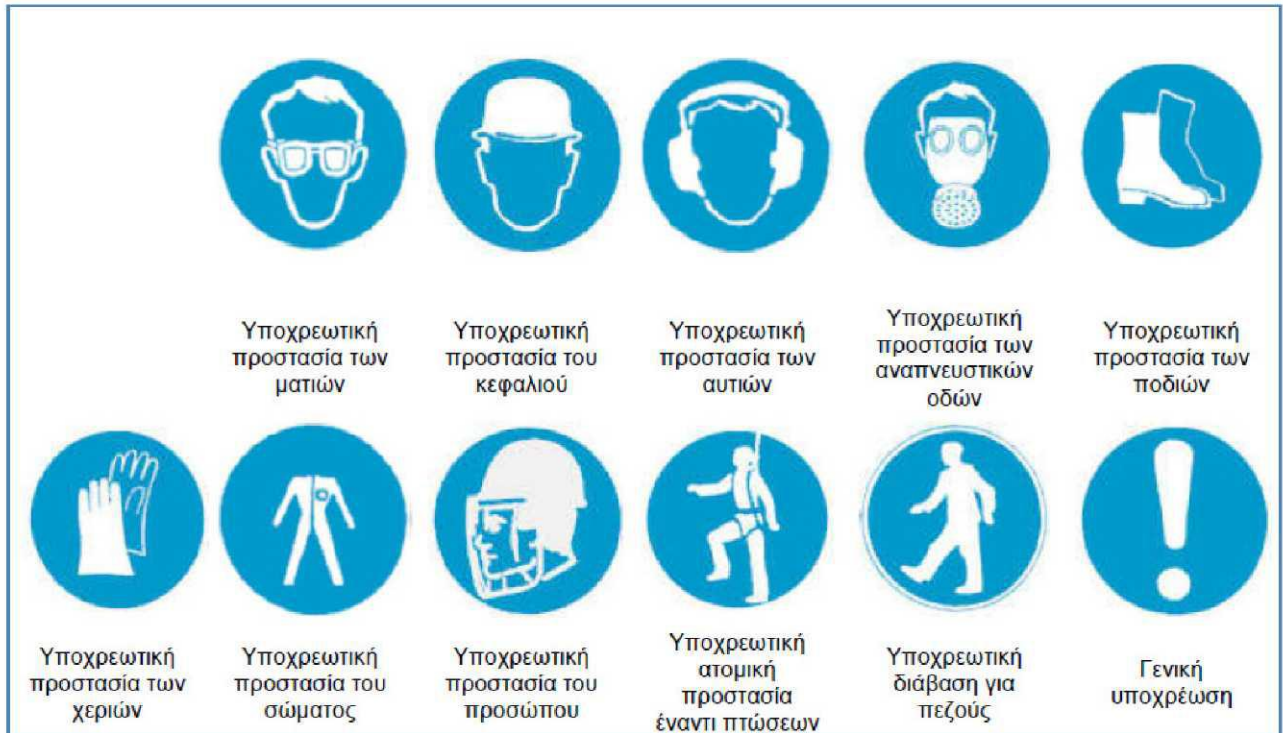 Υποχρεωτική
προστασία των
ματιών
Υποχρεωτική
προστασία του
κεφαλιού
Υποχρεωτική
προστασία των
αυτιών
Υποχρεωτική
προστασία των
αναπνευστικών
οδών
Υποχρεωτική
προστασία των
ποδιών
Υποχρεωτική
προστασία των
χεριών
Υποχρεωτική
προστασία του
σώματος
Υποχρεωτική
προστασία του
προσώπου
Υποχρεωτική
ατομική
προστασία
έναντι πτώσεων
Υποχρεωτική
διάβαση για
πεζούς
Γενική
υποχρέωση